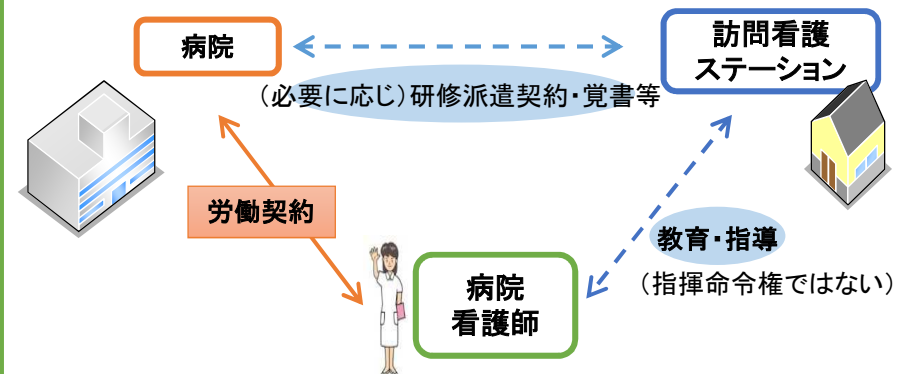 病院
訪問看護
ステーション
（必要に応じ）研修派遣契約・覚書等
労働契約
教育・指導
（指揮命令権ではない）
病院
看護師